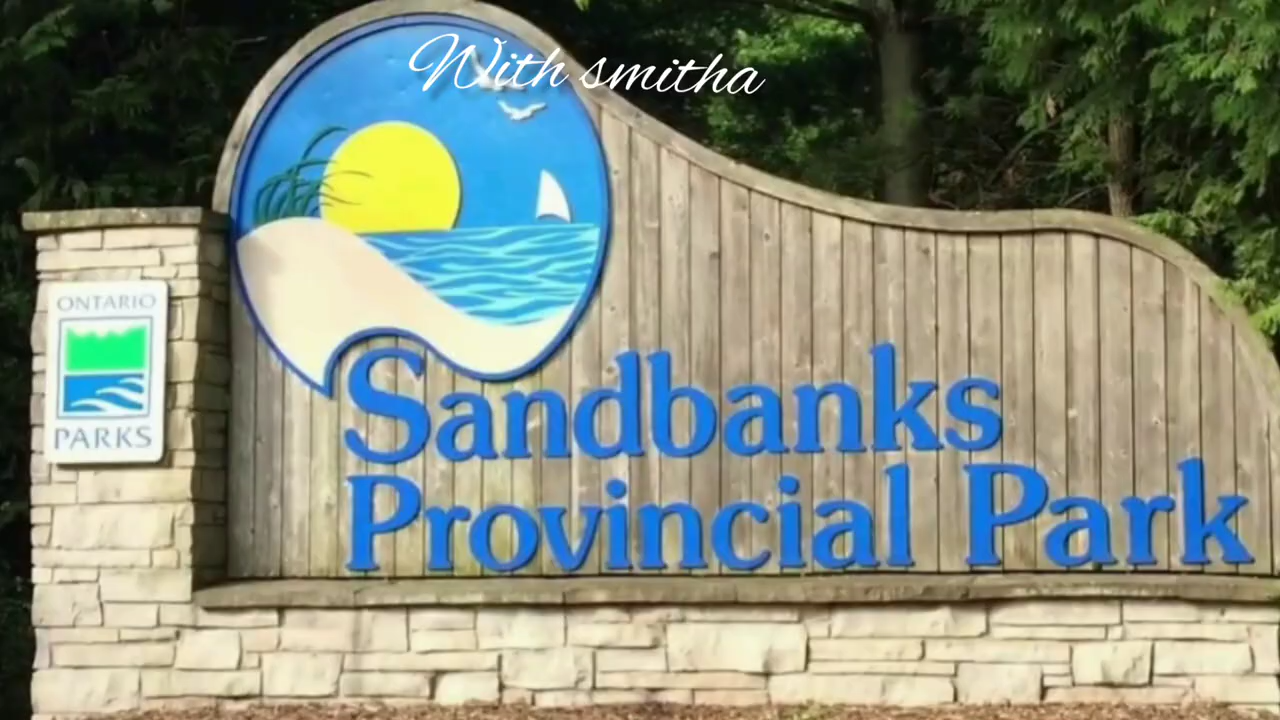 With smitha
ONTARIO
PARKS
Sandbanks
Provincial Park